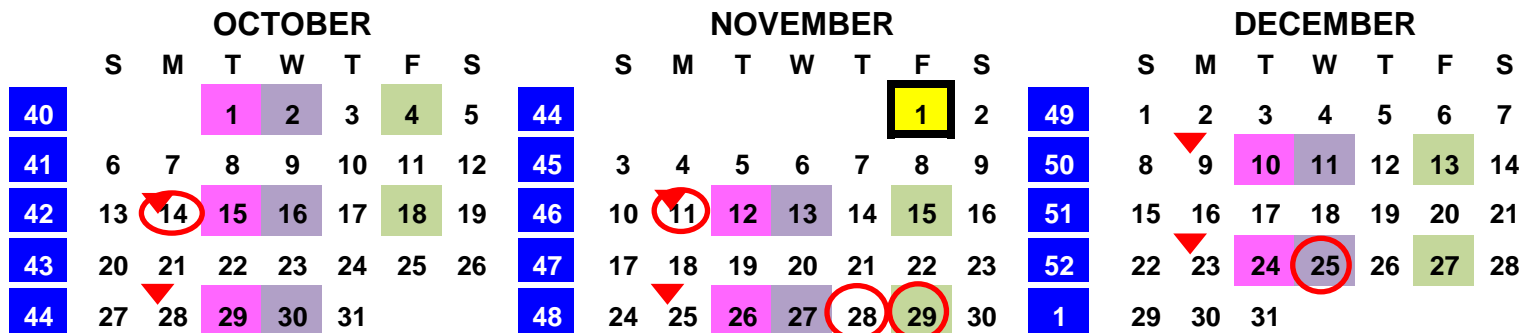 OCTOBER NOVEMBER DECEMBER
S M T W T F S S M T W T F S S M T W T F S
40 1 2 3 4 5 44 1 2 49 1 2 3 4 5 6 7
41 6 7 8 9 10 11 12 45 3 4 5 6 7 8 9 50 8 9 10 11 12 13 14
42 13 14 15 16 17 18 19 46 10 11 12 13 14 15 16 51 15 16 17 18 19 20 21
43 20 21 22 23 24 25 26 47 17 18 19 20 21 22 23 52 22 23 24 25 26 27 28
44 27 28 29 30 31 48 24 25 26 27 28 29 30 1 29 30 31